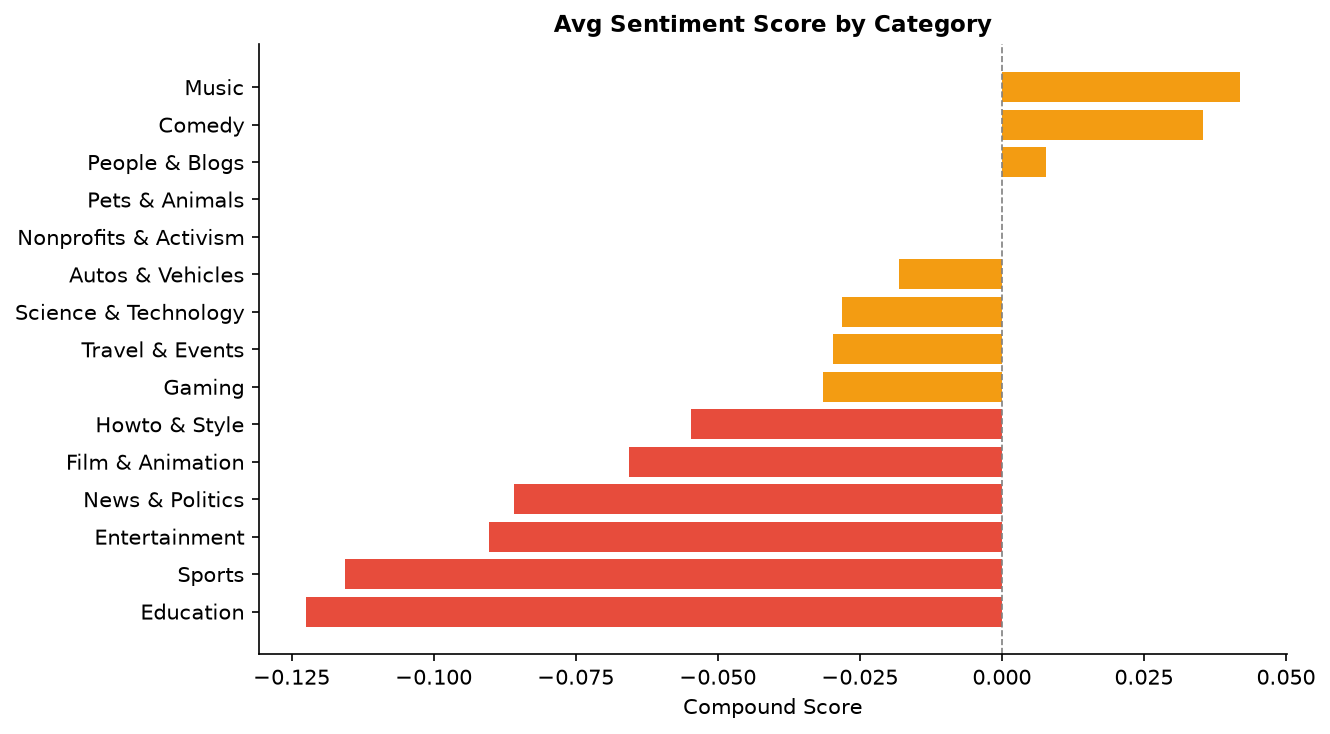 Avg Sentiment Score by Category
Music
Comedy
People & Blogs
Pets & Animals
Nonprofits & Activism
Autos & Vehicles
Science & Technology
Travel & Events
Gaming
Howto & Style
Film & Animation
News & Politics
Entertainment
Sports
Education
−0.125 −0.100 −0.075 −0.050 −0.025 0.000 0.025 0.050
Compound Score